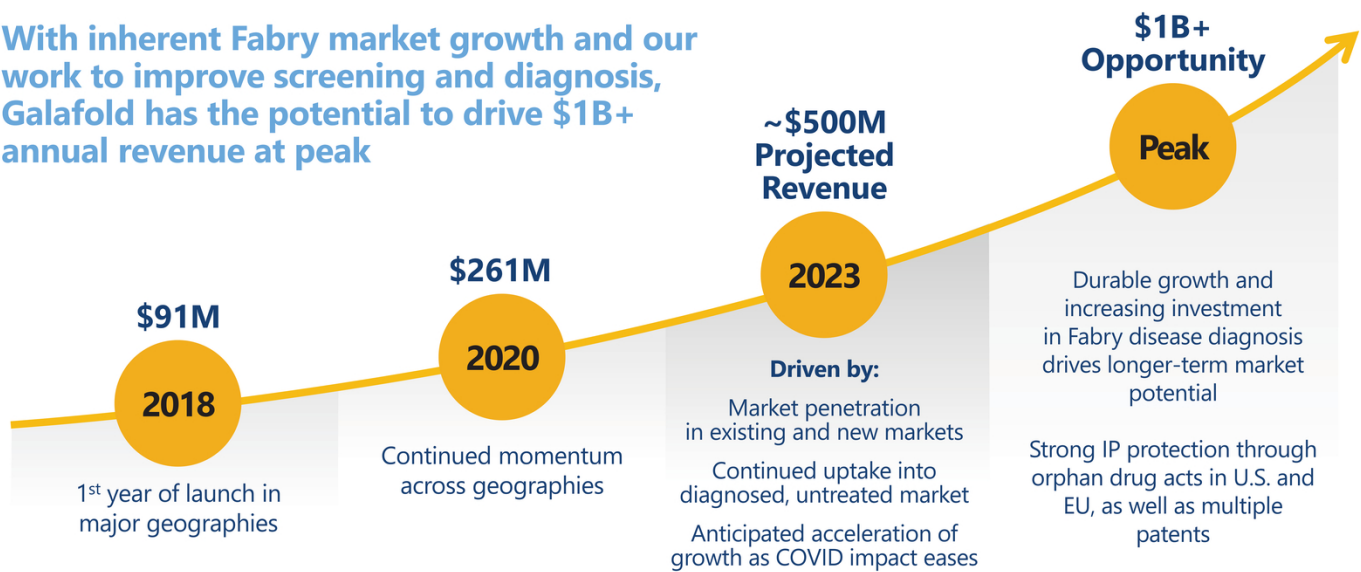 With inherent Fabry market growth and our
work to improve screening and diagnosis,
Galafold has the potential to drive $1B+
annual revenue at peak
$91M
2018
1st year of launch in
major geographies
$261M
2020
Continued momentum
across geographies
~$500M
Projected
Revenue
2023
Driven by:
Market penetration
in existing and new markets
Continued uptake into
diagnosed, untreated market
Anticipated acceleration of
growth as COVID impact eases
$1B+
Opportunity
Peak
Durable growth and
increasing investment
in Fabry disease diagnosis
drives longer-term market
potential
Strong IP protection through
orphan drug acts in U.S. and
EU, as well as multiple
patents